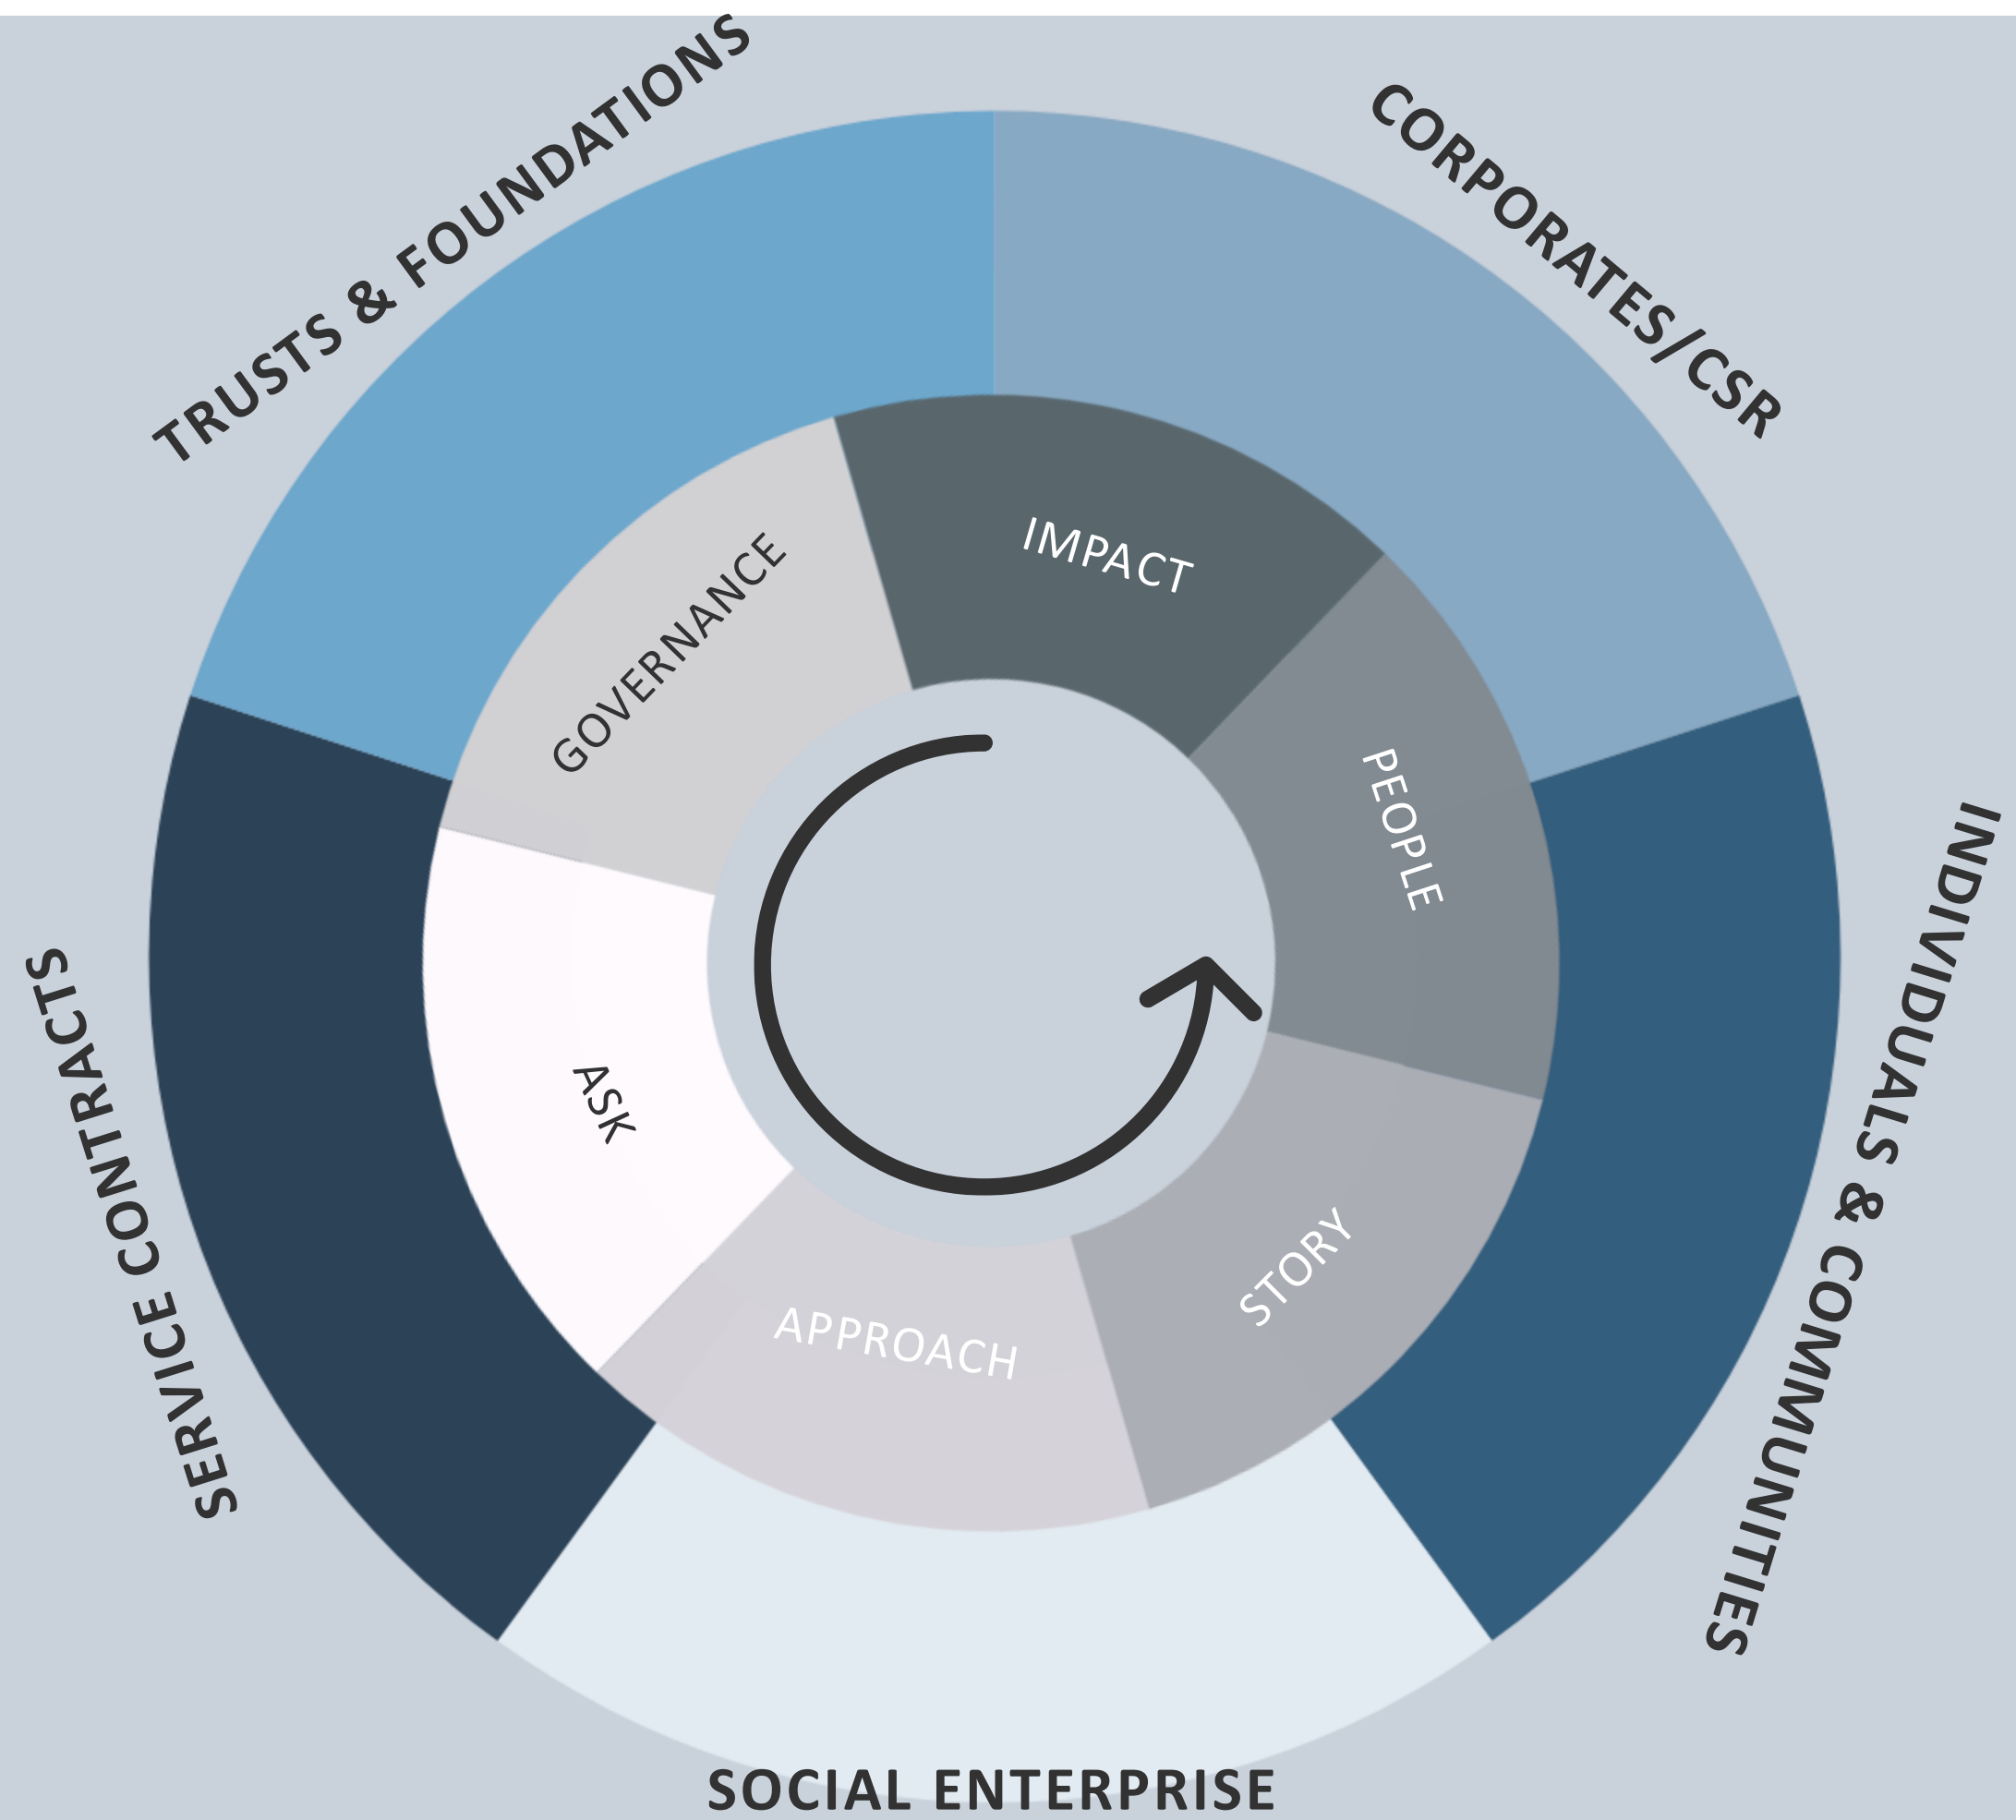 TRUSTS & FOUNDATIONS
CORPORATES/CSR
INDIVIDUALS & COMMUNITIES
SOCIAL ENTERPRISE
SERVICE CONTRACTS
IMPACT
PEOPLE
STORY
APPROACH
ASK
GOVERNANCE